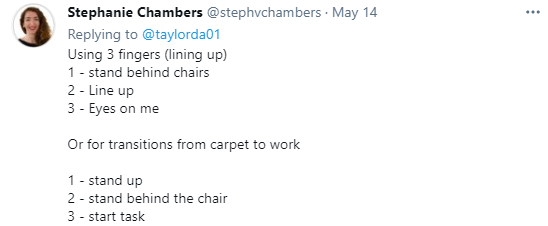 Stephanie Chambers @stephvchambers · May 14
Replying to @taylorda01
Using 3 fingers (lining up)
1 - stand behind chairs
2 - Line up
3 - Eyes on me
Or for transitions from carpet to work
1 - stand up
2 - stand behind the chair
3 - start task